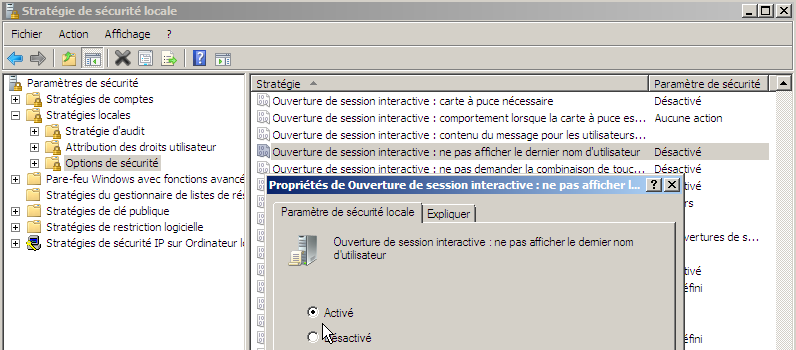 Stratégie de sécurité locale
Fichier Action Affichage ?
Paramètres de sécurité
Stratégies de comptes
Stratégies locales
Stratégie d'audit
Attribution des droits utilisateur
Options de sécurité
Pare-feu Windows avec fonctions avancé
Stratégies du gestionnaire de listes de ré
Stratégies de clé publique
Stratégies de restriction logicielle
Stratégies de sécurité IP sur Ordinateur l
Stratégie Paramètre de sécurité
Ouverture de session interactive : carte à puce nécessaire Désactivé
Ouverture de session interactive : comportement lorsque la carte à puce es... Aucune action
Ouverture de session interactive : contenu du message pour les utilisateurs...
Ouverture de session interactive : ne pas afficher le dernier nom d'utilisateur Désactivé
Ouverture de session interactive : ne pas demander la combinaison de touc... Désactivé
Propriétés de Ouverture de session interactive : ne pas afficher l... ?
Paramètre de sécurité locale Expliquer
Ouverture de session interactive : ne pas afficher le dernier nom
d'utilisateur
Activé
Désactivé
ivé
rs
uvertures de s...
ivé
éfini
ivé
éfini